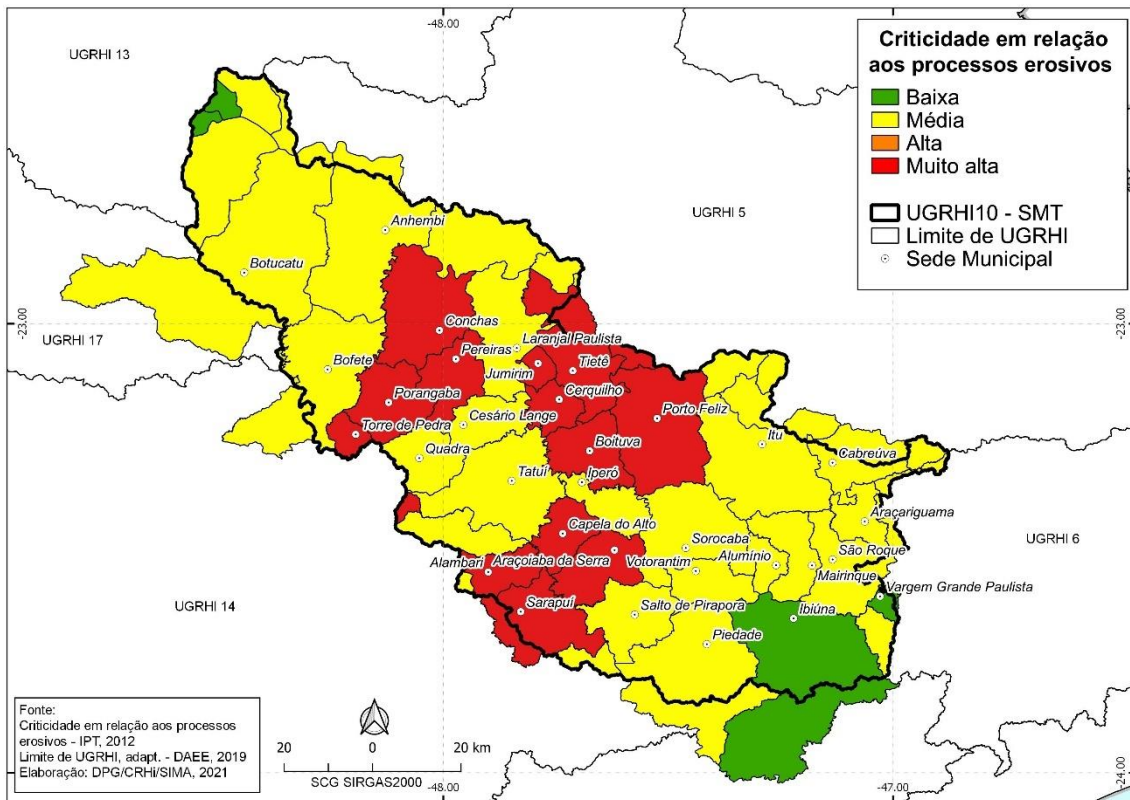 -48.00
UGRHI 13
Criticidade em relação
aos processos erosivos
Baixa
Média
Alta
Muito alta
UGRHI10 - SMT
Limite de UGRHI
Sede Municipal
UGRHI 5
Anhembi
Botucatu
-23.00
-23.00
UGRHI 17
Conchas
Laranjal Paulista
Pereiras
Bofete
Jumirim
Tietê
Cerquilho
Porangaba
Porto Feliz
Cesário Lange
Torre de Pedra
Boituva
Itu
Quadra
Cabreúva
Tatuí
Iperó
Araçariguama
Capela do Alto
Sorocaba
UGRHI 6
Alambari
Araçoiaba da Serra
Votorantim
Alumínio
São Roque
Mairinque
Vargem Grande Paulista
UGRHI 14
Sarapuí
Salto de Pirapora
Ibiúna
Piedade
Fonte:
Criticidade em relação aos processos
erosivos - IPT, 2012
Limite de UGRHI, adapt. - DAEE, 2019
Elaboração: DPG/CRHi/SIMA, 2021
20 0 20 km
SCG SIRGAS2000
-48.00
-47.00
-24.00